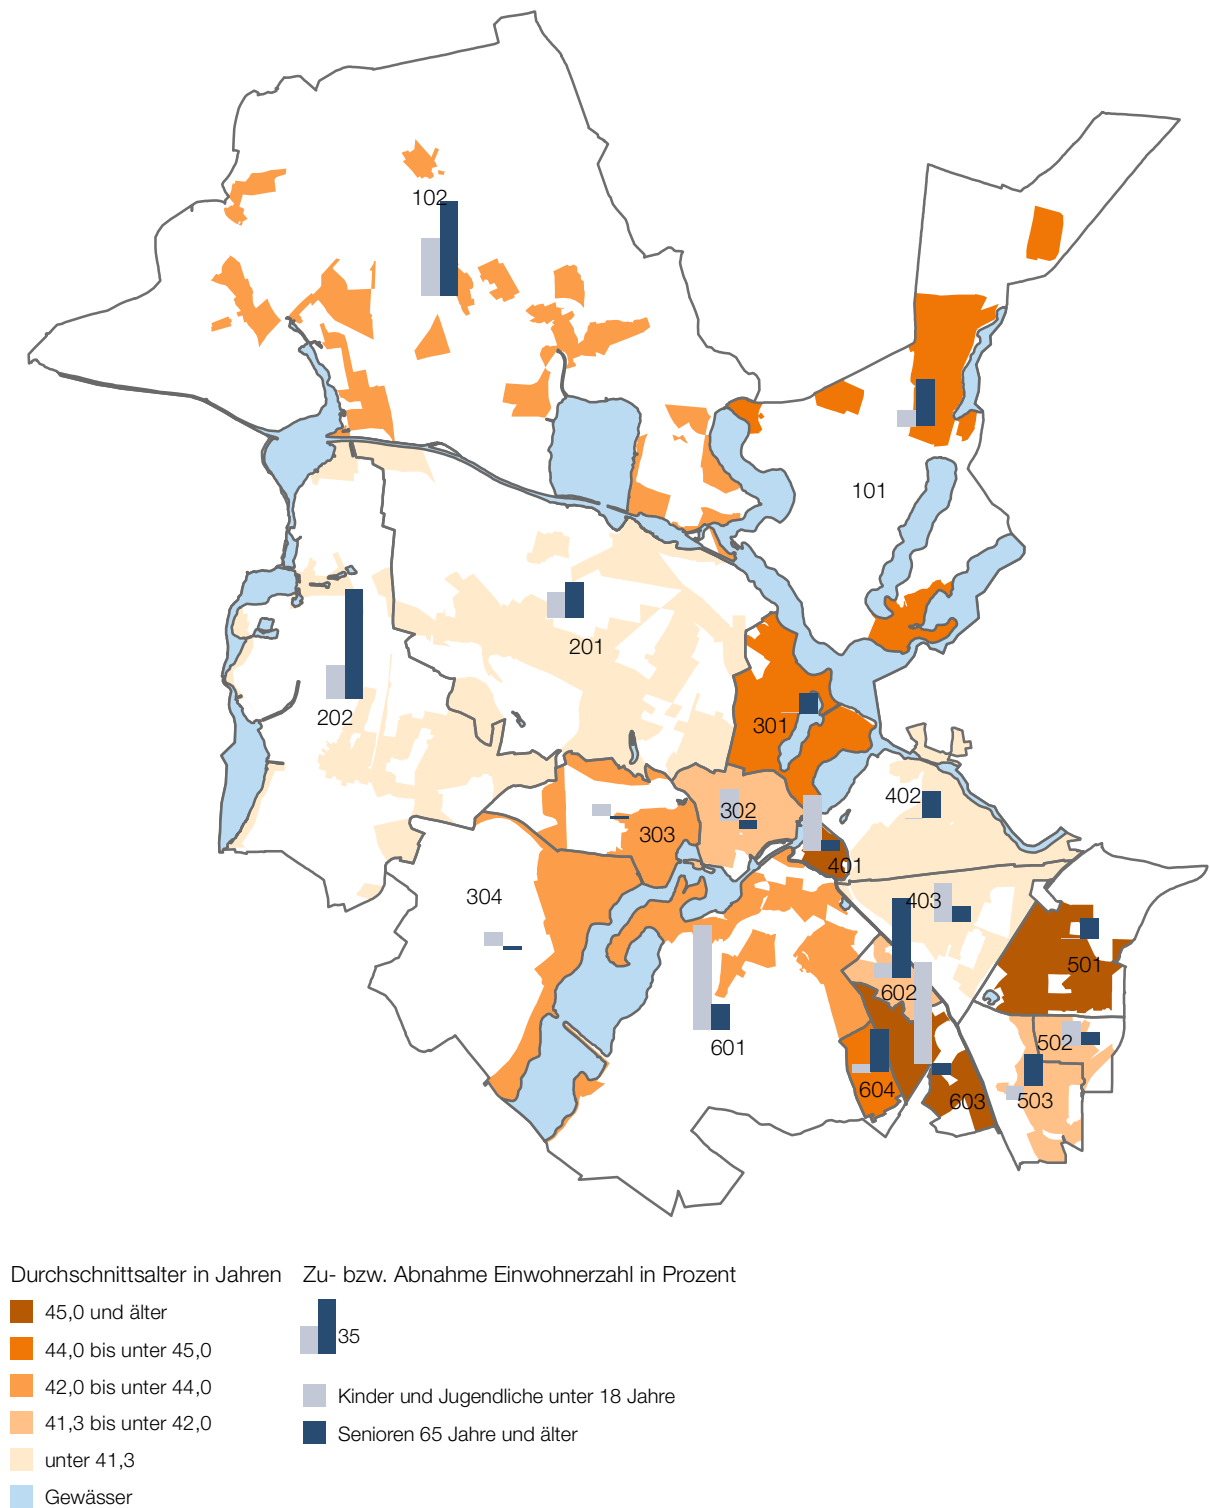 102
101
201
202
301
402
302
303
401
304
403
501
602
502
601
604
603
503
Durchschnittsalter in Jahren
45,0 und älter
44,0 bis unter 45,0
42,0 bis unter 44,0
41,3 bis unter 42,0
unter 41,3
Gewässer
Zu- bzw. Abnahme Einwohnerzahl in Prozent
35
Kinder und Jugendliche unter 18 Jahre
Senioren 65 Jahre und älter